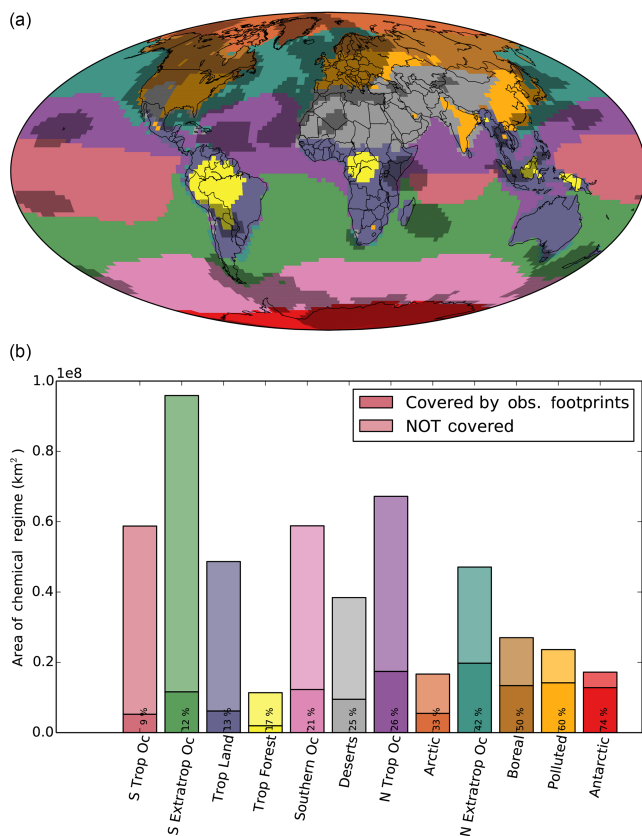 (a)
(b)
1e8
1.0
0.8
0.6
0.4
0.2
0.0
Area of chemical regime (km²)
Covered by obs. footprints
NOT covered
9 %
12 %
13 %
17 %
21 %
25 %
26 %
33 %
42 %
50 %
60 %
74 %
S Trop Oc
S Extratrop Oc
Trop Land
Trop Forest
Southern Oc
Deserts
N Trop Oc
Arctic
N Extratrop Oc
Boreal
Polluted
Antarctic